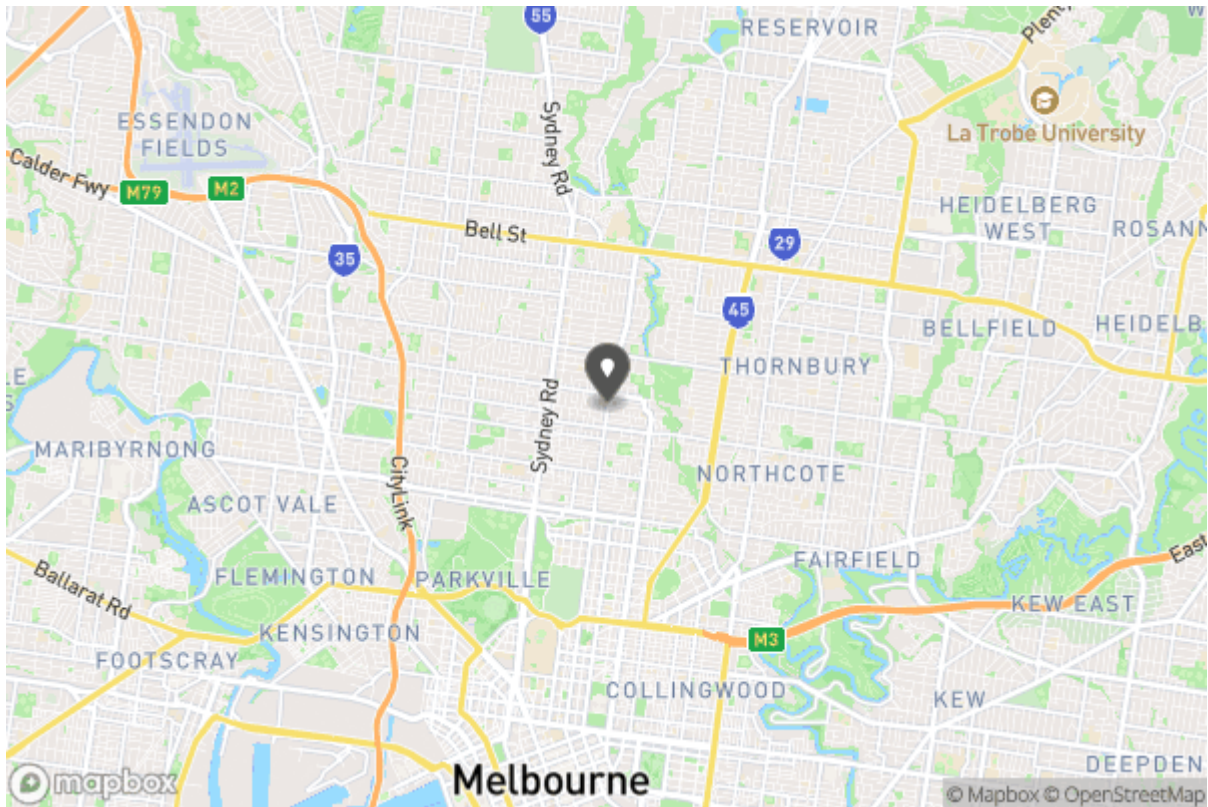 55
RESERVOIR
Plenty
W
ESSENDON
FIELDS
Sydney Rd
La Trobe University
Calder Fwy
M79
M2
HEIDELBERG
WEST
ROSANN
Bell St
29
35
45
BELLFIELD
HEIDELB
THORNBURY
LE
S
Sydney Rd
MARIBYRNONG
NORTHCOTE
CityLink
ASCOT VALE
FAIRFIELD
East
Ballarat Rd
FLEMINGTON
PARKVILLE
KEW EAST
KENSINGTON
M3
FOOTSCRAY
COLLINGWOOD
KEW
DEEPDEN
mapbox
Melbourne
© Mapbox © OpenStreetMap